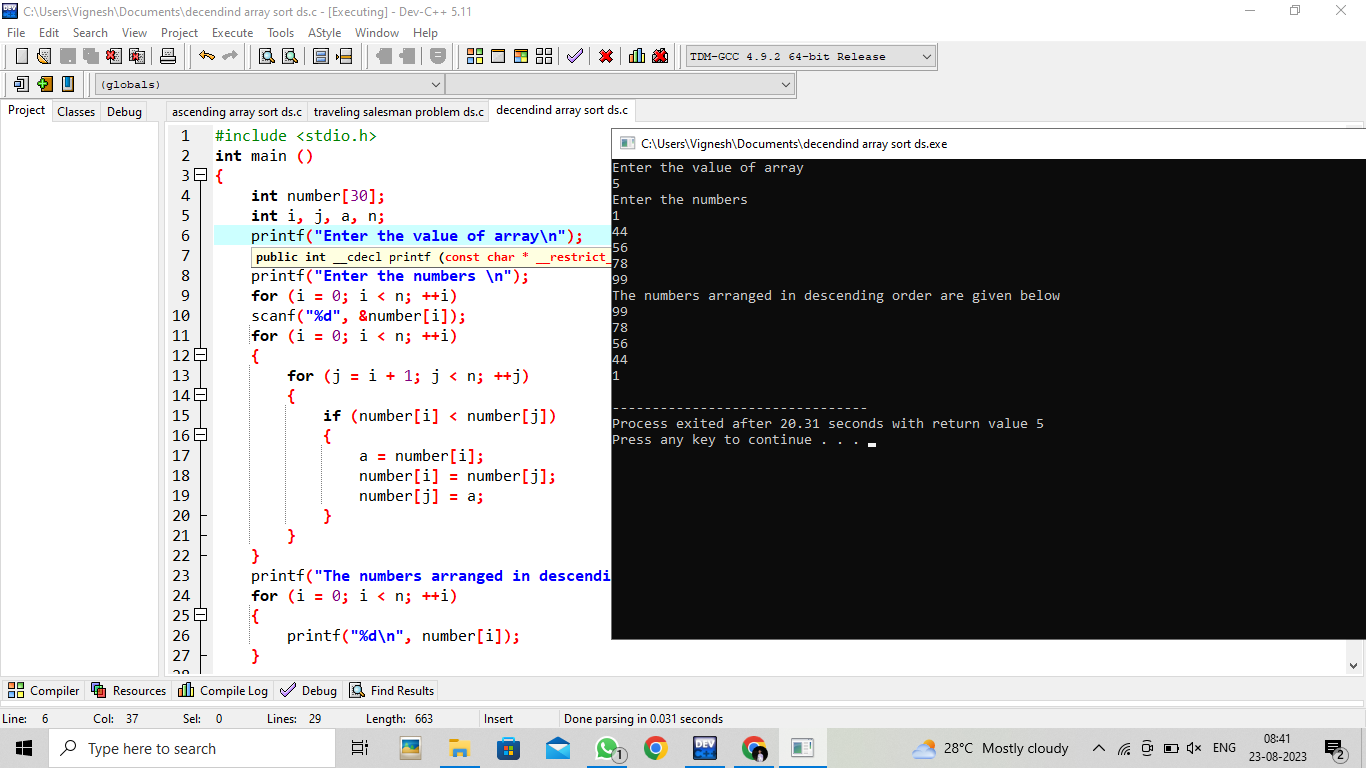 C:\Users\Vignesh\Documents\decendind array sort ds.c - [Executing] - Dev-C++ 5.11
File Edit Search View Project Execute Tools AStyle Window Help
TDM-GCC 4.9.2 64-bit Release
(globals)
Project Classes Debug
ascending array sort ds.c traveling salesman problem ds.c decendind array sort ds.c
1 #include <stdio.h>
2 int main ()
3 {
4 int number[30];
5 int i, j, a, n;
6 printf("Enter the value of array\n");
7 public int __cdecl printf (const char * __restrict_
8 printf("Enter the numbers \n");
9 for (i = 0; i < n; ++i)
10 scanf("%d", &number[i]);
11 for (i = 0; i < n; ++i)
12 {
13 for (j = i + 1; j < n; ++j)
14 {
15 if (number[i] < number[j])
16 {
17 a = number[i];
18 number[i] = number[j];
19 number[j] = a;
20 }
21 }
22 }
23 printf("The numbers arranged in descendi
24 for (i = 0; i < n; ++i)
25 {
26 printf("%d\n", number[i]);
27 }
C:\Users\Vignesh\Documents\decendind array sort ds.exe
Enter the value of array
5
Enter the numbers
1
44
56
78
99
The numbers arranged in descending order are given below
99
78
56
44
1
--------------------------------
Process exited after 20.31 seconds with return value 5
Press any key to continue . . .
Compiler Resources Compile Log Debug Find Results
Line: 6 Col: 37 Sel: 0 Lines: 29 Length: 663 Insert Done parsing in 0.031 seconds
Type here to search
DEV
1
DEV
28°C Mostly cloudy
ENG
08:41
23-08-2023
2